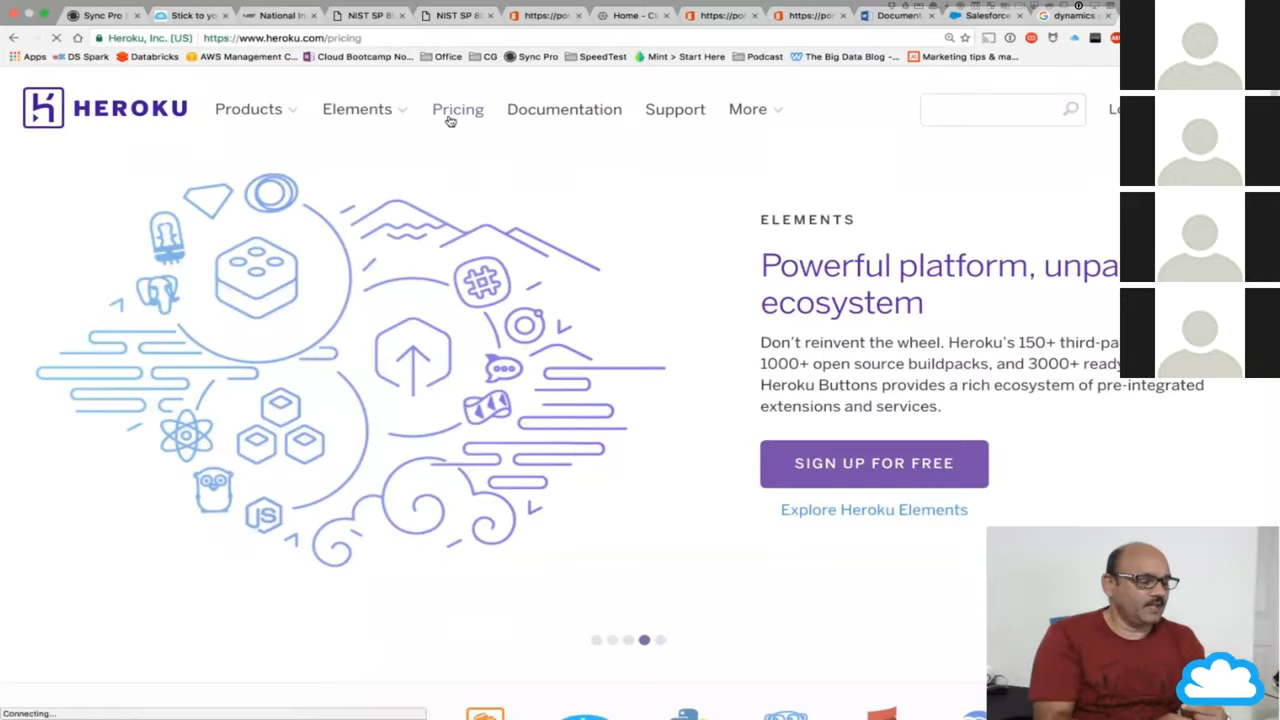 Sync Pro
Stick to yo
National In
NIST SP 8
NIST SP 8
https://po
Home - Cl
https://po
https://po
Document
Salesforce
dynamics
Heroku, Inc. [US]
https://www.heroku.com/pricing
Apps
DS Spark
Databricks
AWS Management C...
Cloud Bootcamp No...
Office
CG
Sync Pro
SpeedTest
Mint > Start Here
Podcast
The Big Data Blog -...
Marketing tips & ma...
HEROKU
Products
Elements
Pricing
Documentation
Support
More
ELEMENTS
Powerful platform, unpa
ecosystem
Don't reinvent the wheel. Heroku's 150+ third-pa
1000+ open source buildpacks, and 3000+ ready
Heroku Buttons provides a rich ecosystem of pre-integrated
extensions and services.
SIGN UP FOR FREE
Explore Heroku Elements
JS
Connecting...